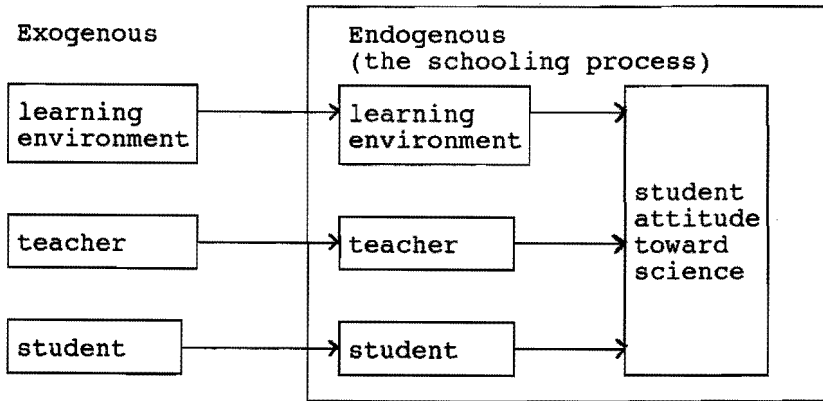 Exogenous
Endogenous
(the schooling process)
learning
environment
learning
environment
teacher
teacher
student
student
student
attitude
toward
science